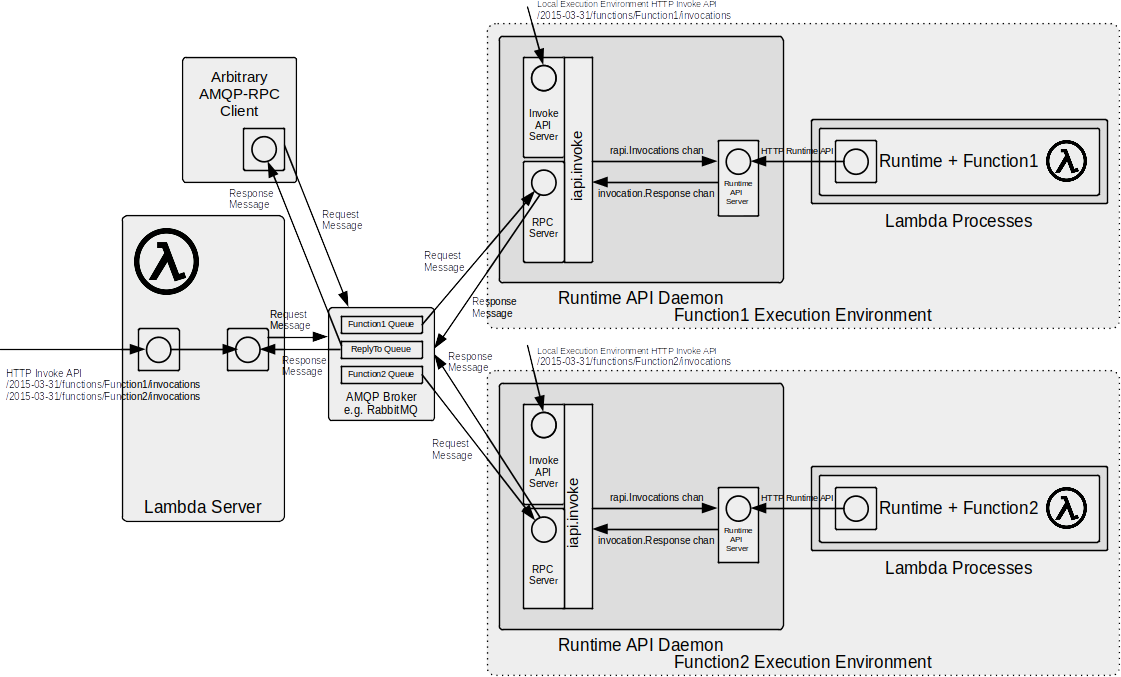 Local Execution Environment HTTP Invoke API
/2015-03-31/functions/Function1/invocations
Arbitrary
AMQP-RPC
Client
Response
Message
Request
Message
HTTP Invoke API
/2015-03-31/functions/Function1/invocations
/2015-03-31/functions/Function2/invocations
Request
Message
Response
Message
Lambda Server
Function1 Queue
ReplyTo Queue
Function2 Queue
AMQP Broker
e.g. RabbitMQ
Request
Message
Response
Message
Response
Message
Request
Message
Invoke
API
Server
RPC
Server
iapi.invoke
rapi.Invocations chan
invocation.Response chan
Runtime
API
Server
HTTP Runtime API
Runtime + Function1
Lambda Processes
Runtime API Daemon
Function1 Execution Environment
Local Execution Environment HTTP Invoke API
/2015-03-31/functions/Function2/invocations
Invoke
API
Server
RPC
Server
iapi.invoke
rapi.Invocations chan
invocation.Response chan
Runtime
API
Server
HTTP Runtime API
Runtime + Function2
Lambda Processes
Runtime API Daemon
Function2 Execution Environment